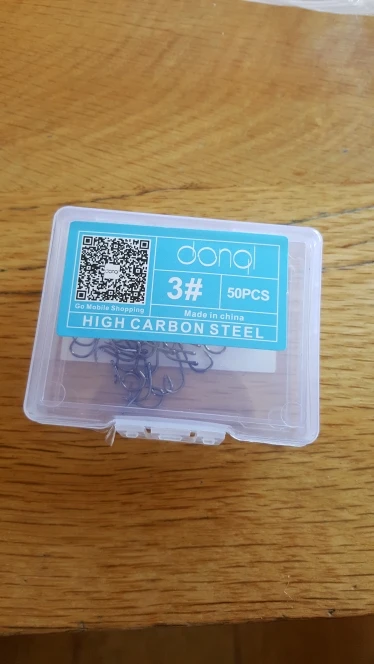 donql
3#
50PCS
Go Mobile Shopping
Made in china
HIGH CARBON STEEL